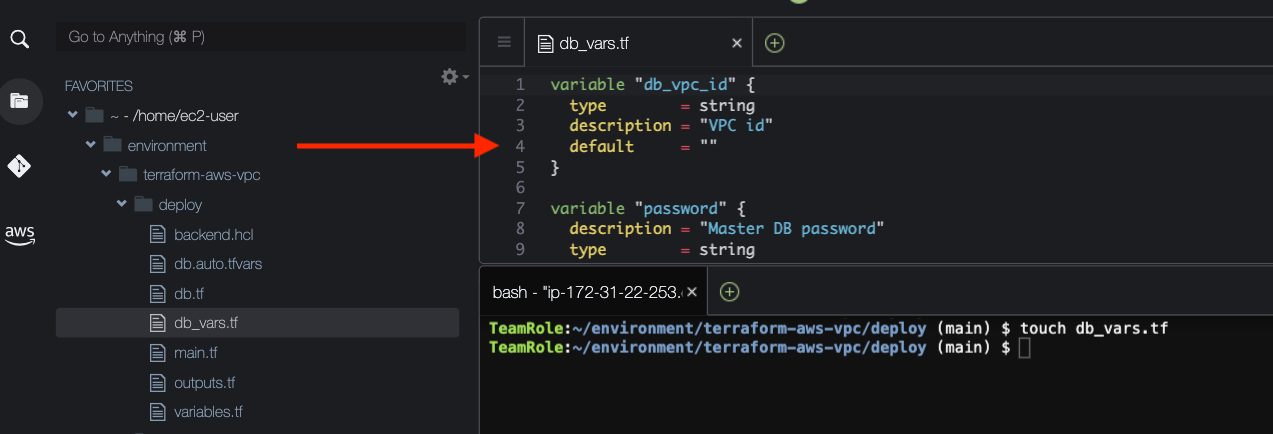 Go to Anything (⌘ P)
FAVORITES
~ - /home/ec2-user
environment
terraform-aws-vpc
deploy
backend.hcl
db.auto.tfvars
db.tf
db_vars.tf
main.tf
outputs.tf
variables.tf
aws
db_vars.tf
1 variable "db_vpc_id" {
2   type        = string
3   description = "VPC id"
4   default     = ""
5 }
6
7 variable "password" {
8   description = "Master DB password"
9   type        = string
bash - "ip-172-31-22-253.
TeamRole:~/environment/terraform-aws-vpc/deploy (main) $ touch db_vars.tf
TeamRole:~/environment/terraform-aws-vpc/deploy (main) $